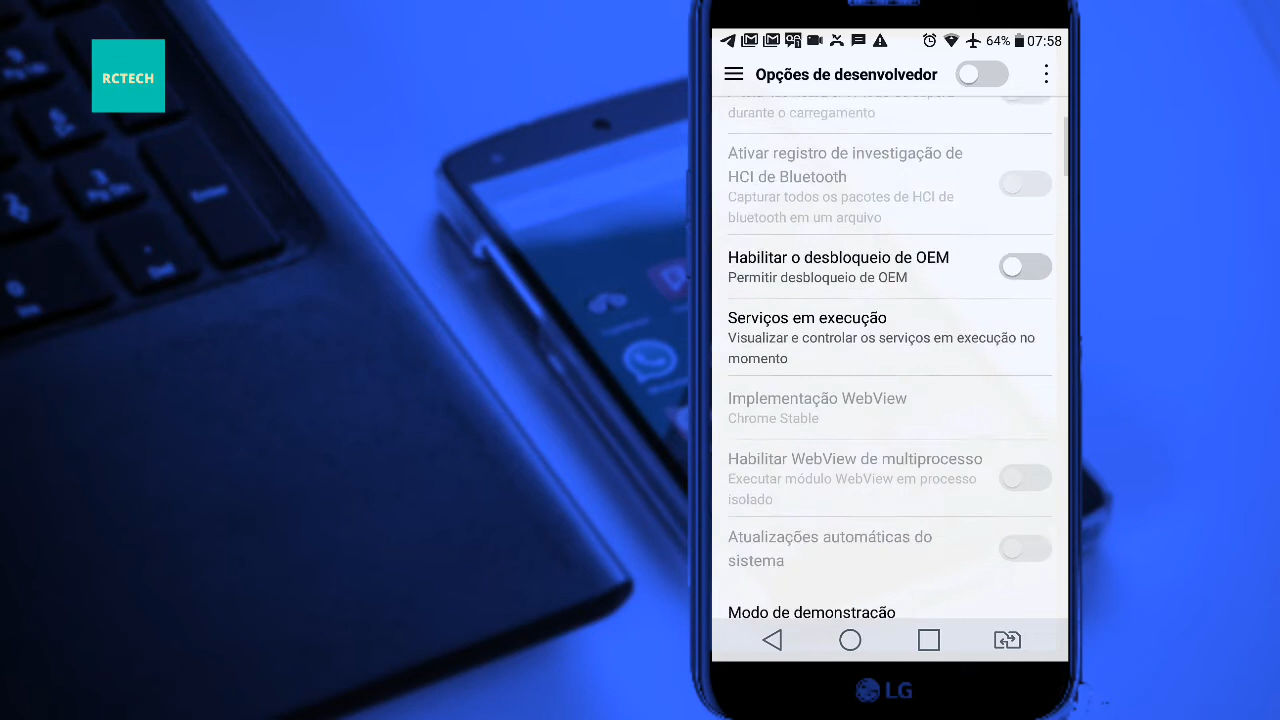 RCTECH
64% 07:58
Opções de desenvolvedor
durante o carregamento
Ativar registro de investigação de
HCI de Bluetooth
Capturar todos os pacotes de HCI de
bluetooth em um arquivo
Habilitar o desbloqueio de OEM
Permitir desbloqueio de OEM
Serviços em execução
Visualizar e controlar os serviços em execução no
momento
Implementação WebView
Chrome Stable
Habilitar WebView de multiprocesso
Executar módulo WebView em processo
isolado
Atualizações automáticas do
sistema
Modo de demonstração
LG
Enter
Del